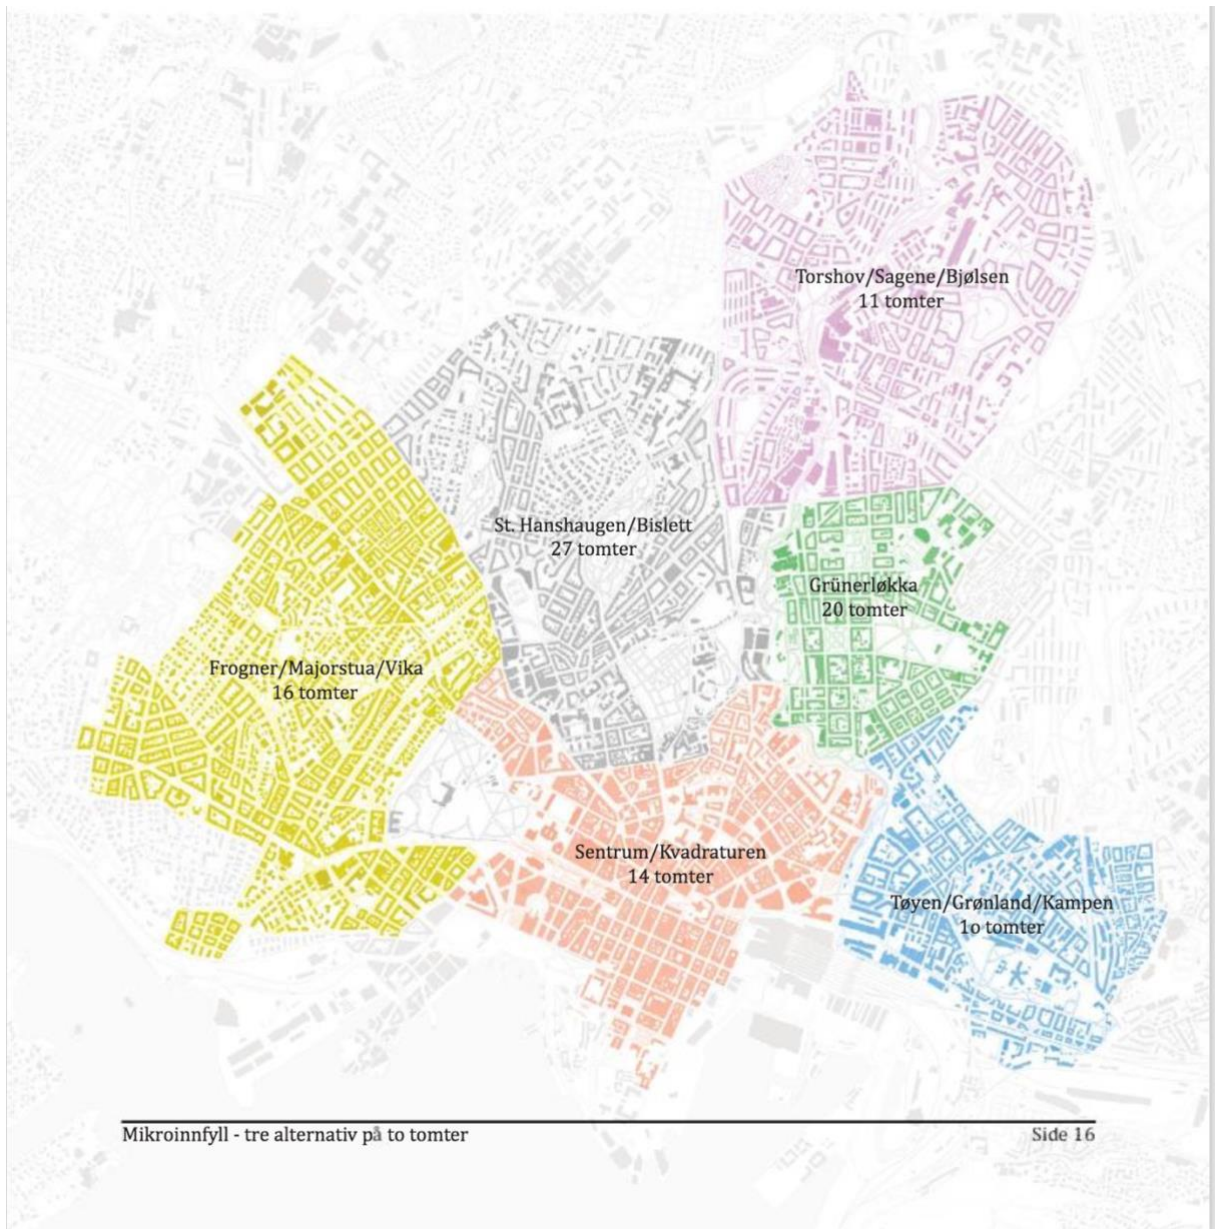 Torshov/Sagene/Bjølsen
11 tomter
St. Hanshaugen/Bislett
27 tomter
Grünerløkka
20 tomter
Frogner/Majorstua/Vika
16 tomter
Sentrum/Kvadraturen
14 tomter
Tøyen/Grønland/Kampen
1o tomter
Mikroinnfyll - tre alternativ på to tomter
Side 16